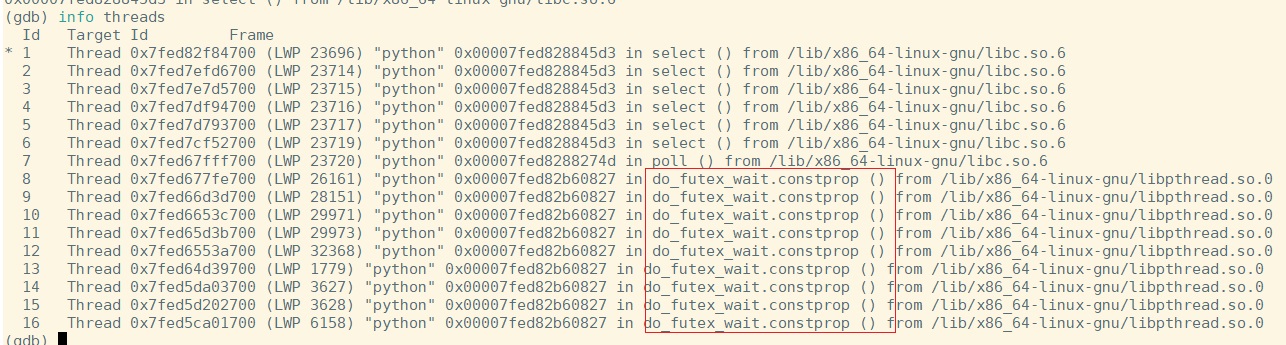 0x00007fed828845d3 in select () from /lib/x86_64-linux-gnu/libc.so.6
(gdb) info threads
  Id   Target Id         Frame
* 1    Thread 0x7fed82f84700 (LWP 23696) "python" 0x00007fed828845d3 in select () from /lib/x86_64-linux-gnu/libc.so.6
  2    Thread 0x7fed7efd6700 (LWP 23714) "python" 0x00007fed828845d3 in select () from /lib/x86_64-linux-gnu/libc.so.6
  3    Thread 0x7fed7e7d5700 (LWP 23715) "python" 0x00007fed828845d3 in select () from /lib/x86_64-linux-gnu/libc.so.6
  4    Thread 0x7fed7df94700 (LWP 23716) "python" 0x00007fed828845d3 in select () from /lib/x86_64-linux-gnu/libc.so.6
  5    Thread 0x7fed7d793700 (LWP 23717) "python" 0x00007fed828845d3 in select () from /lib/x86_64-linux-gnu/libc.so.6
  6    Thread 0x7fed7cf52700 (LWP 23719) "python" 0x00007fed828845d3 in select () from /lib/x86_64-linux-gnu/libc.so.6
  7    Thread 0x7fed67fff700 (LWP 23720) "python" 0x00007fed8288274d in poll () from /lib/x86_64-linux-gnu/libc.so.6
  8    Thread 0x7fed677fe700 (LWP 26161) "python" 0x00007fed82b60827 in do_futex_wait.constprop () from /lib/x86_64-linux-gnu/libpthread.so.0
  9    Thread 0x7fed66d3d700 (LWP 28151) "python" 0x00007fed82b60827 in do_futex_wait.constprop () from /lib/x86_64-linux-gnu/libpthread.so.0
  10   Thread 0x7fed6653c700 (LWP 29971) "python" 0x00007fed82b60827 in do_futex_wait.constprop () from /lib/x86_64-linux-gnu/libpthread.so.0
  11   Thread 0x7fed65d3b700 (LWP 29973) "python" 0x00007fed82b60827 in do_futex_wait.constprop () from /lib/x86_64-linux-gnu/libpthread.so.0
  12   Thread 0x7fed6553a700 (LWP 32368) "python" 0x00007fed82b60827 in do_futex_wait.constprop () from /lib/x86_64-linux-gnu/libpthread.so.0
  13   Thread 0x7fed64d39700 (LWP 1779) "python" 0x00007fed82b60827 in do_futex_wait.constprop () from /lib/x86_64-linux-gnu/libpthread.so.0
  14   Thread 0x7fed5da03700 (LWP 3627) "python" 0x00007fed82b60827 in do_futex_wait.constprop () from /lib/x86_64-linux-gnu/libpthread.so.0
  15   Thread 0x7fed5d202700 (LWP 3628) "python" 0x00007fed82b60827 in do_futex_wait.constprop () from /lib/x86_64-linux-gnu/libpthread.so.0
  16   Thread 0x7fed5ca01700 (LWP 6158) "python" 0x00007fed82b60827 in do_futex_wait.constprop () from /lib/x86_64-linux-gnu/libpthread.so.0
(gdb)